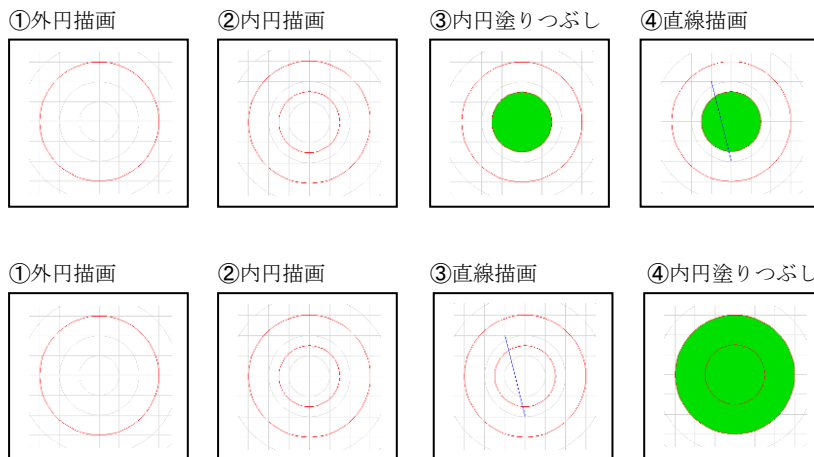 ①外円描画 ②内円描画 ③内円塗りつぶし ④直線描画
①外円描画 ②内円描画 ③直線描画 ④内円塗りつぶし